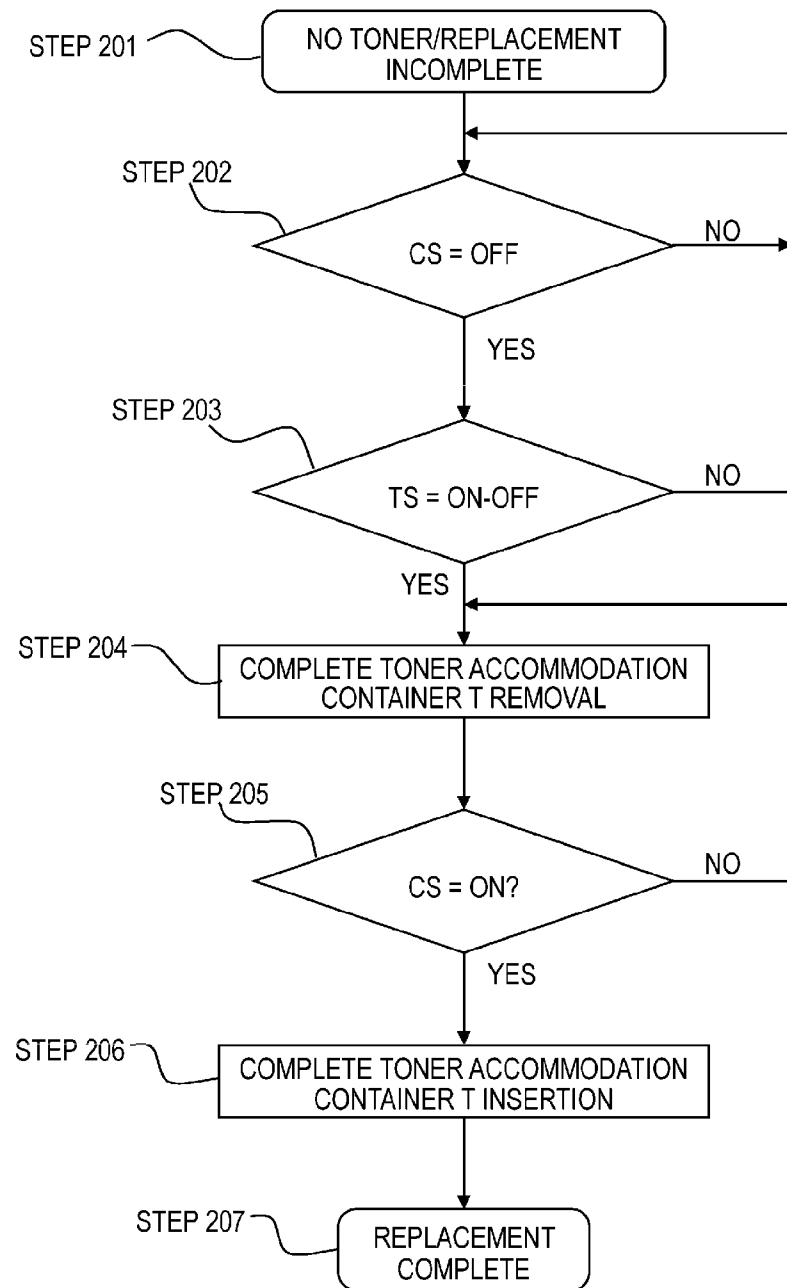 STEP 201
NO TONER/REPLACEMENT
INCOMPLETE
STEP 202
CS = OFF
NO
YES
STEP 203
TS = ON-OFF
NO
YES
STEP 204
COMPLETE TONER ACCOMMODATION
CONTAINER T REMOVAL
STEP 205
CS = ON?
NO
YES
STEP 206
COMPLETE TONER ACCOMMODATION
CONTAINER T INSERTION
STEP 207
REPLACEMENT
COMPLETE